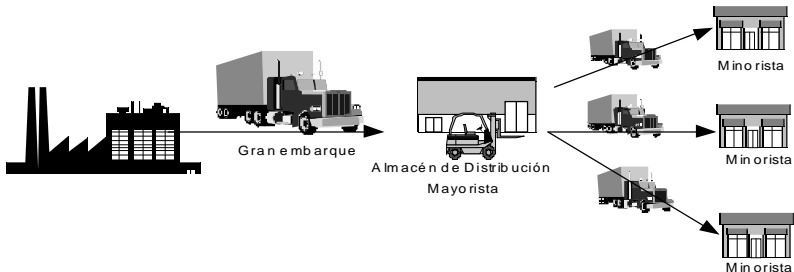 Minorista
Gran embarque
Almacén de Distribución
Mayorista
Minorista
Minorista